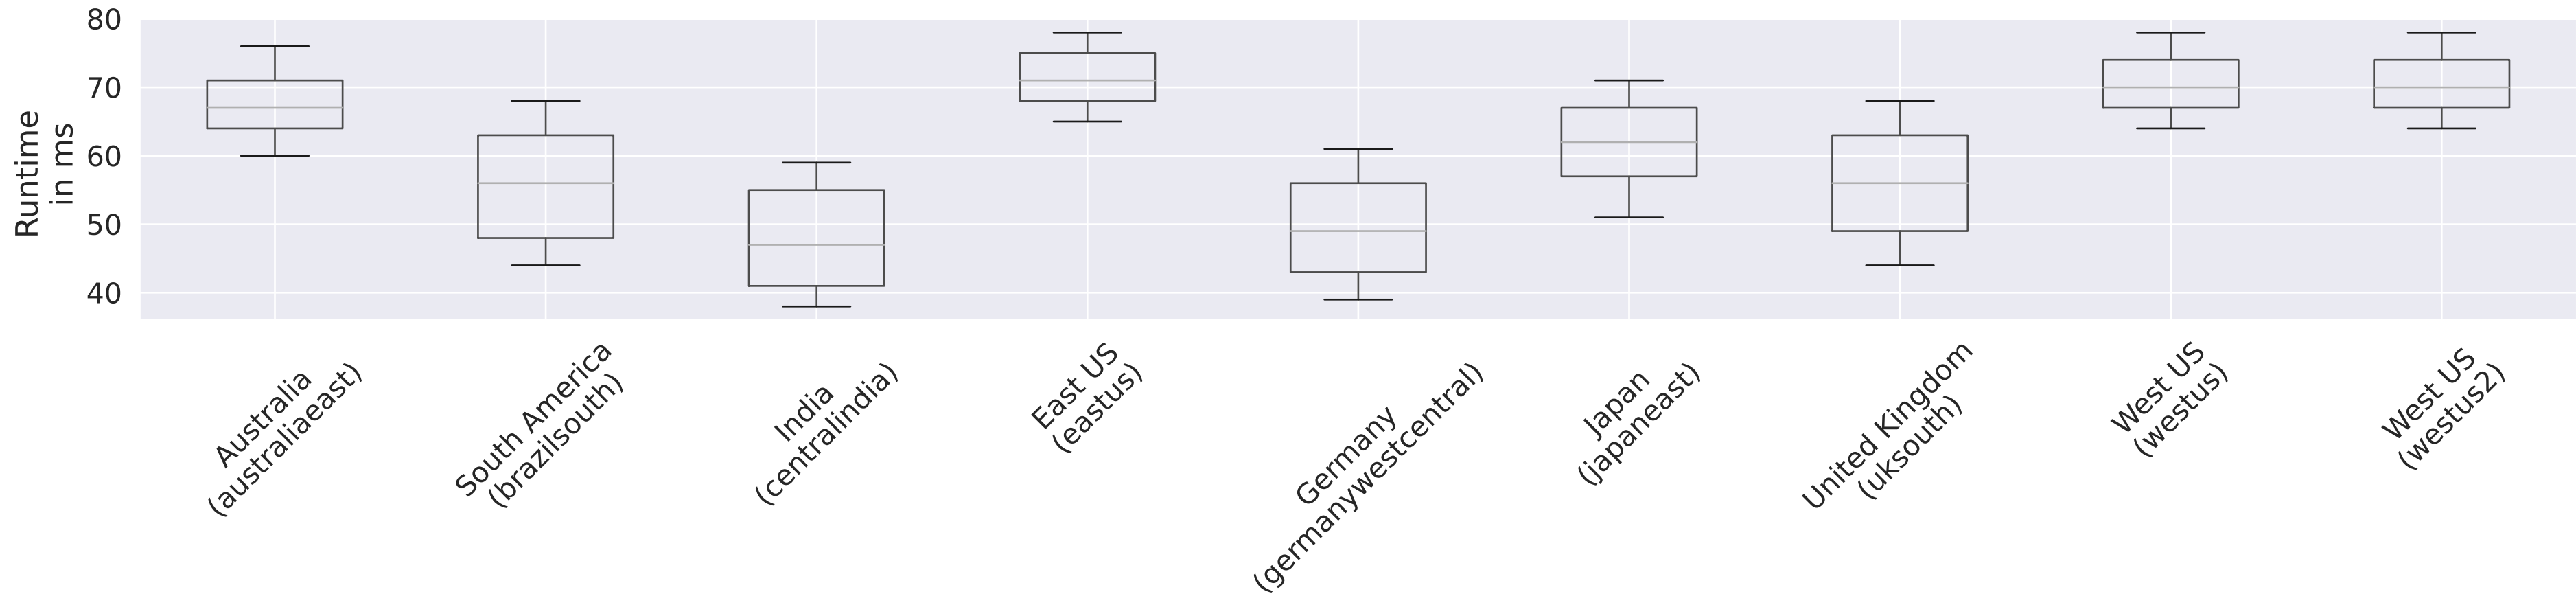 Runtime
in ms
80
70
60
50
40
Australia
(australiaeast)
South America
(brazilsouth)
India
(centralindia)
East US
(eastus)
Germany
(germanywestcentral)
Japan
(japaneast)
United Kingdom
(uksouth)
West US
(westus)
West US
(westus2)